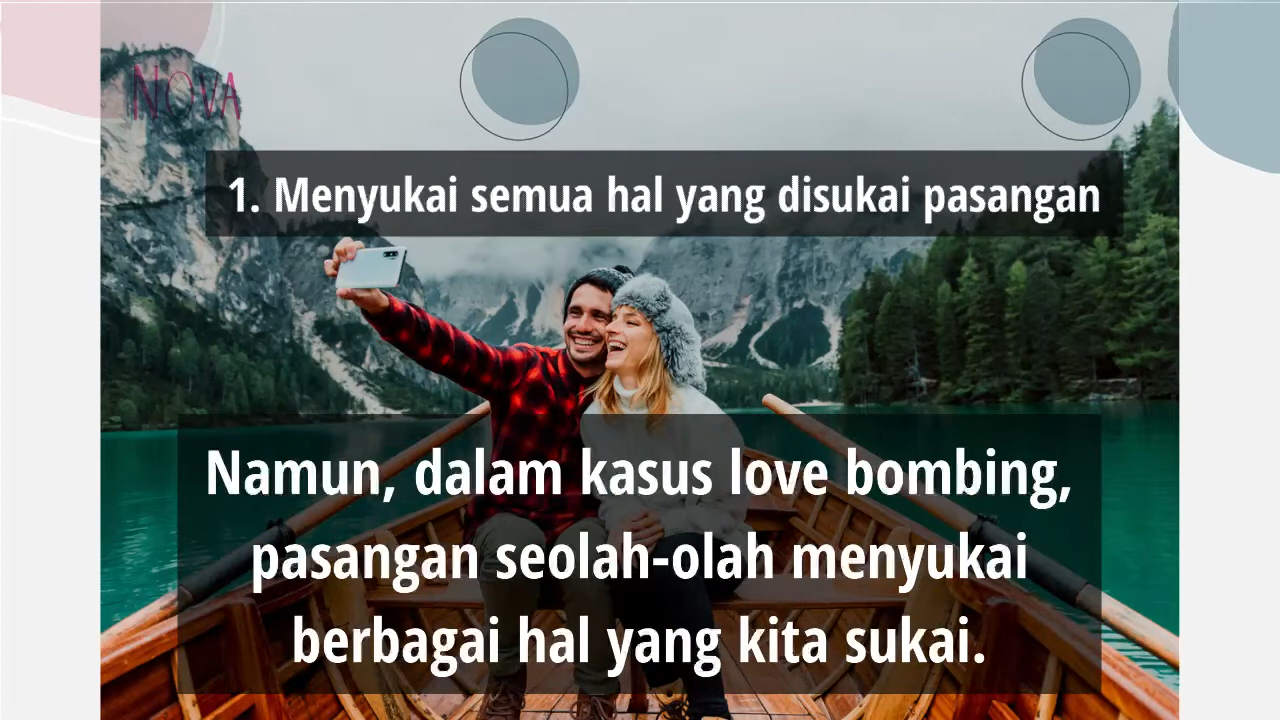 NOVA
1. Menyukai semua hal yang disukai pasangan
Namun, dalam kasus love bombing,
pasangan seolah-olah menyukai
berbagai hal yang kita sukai.